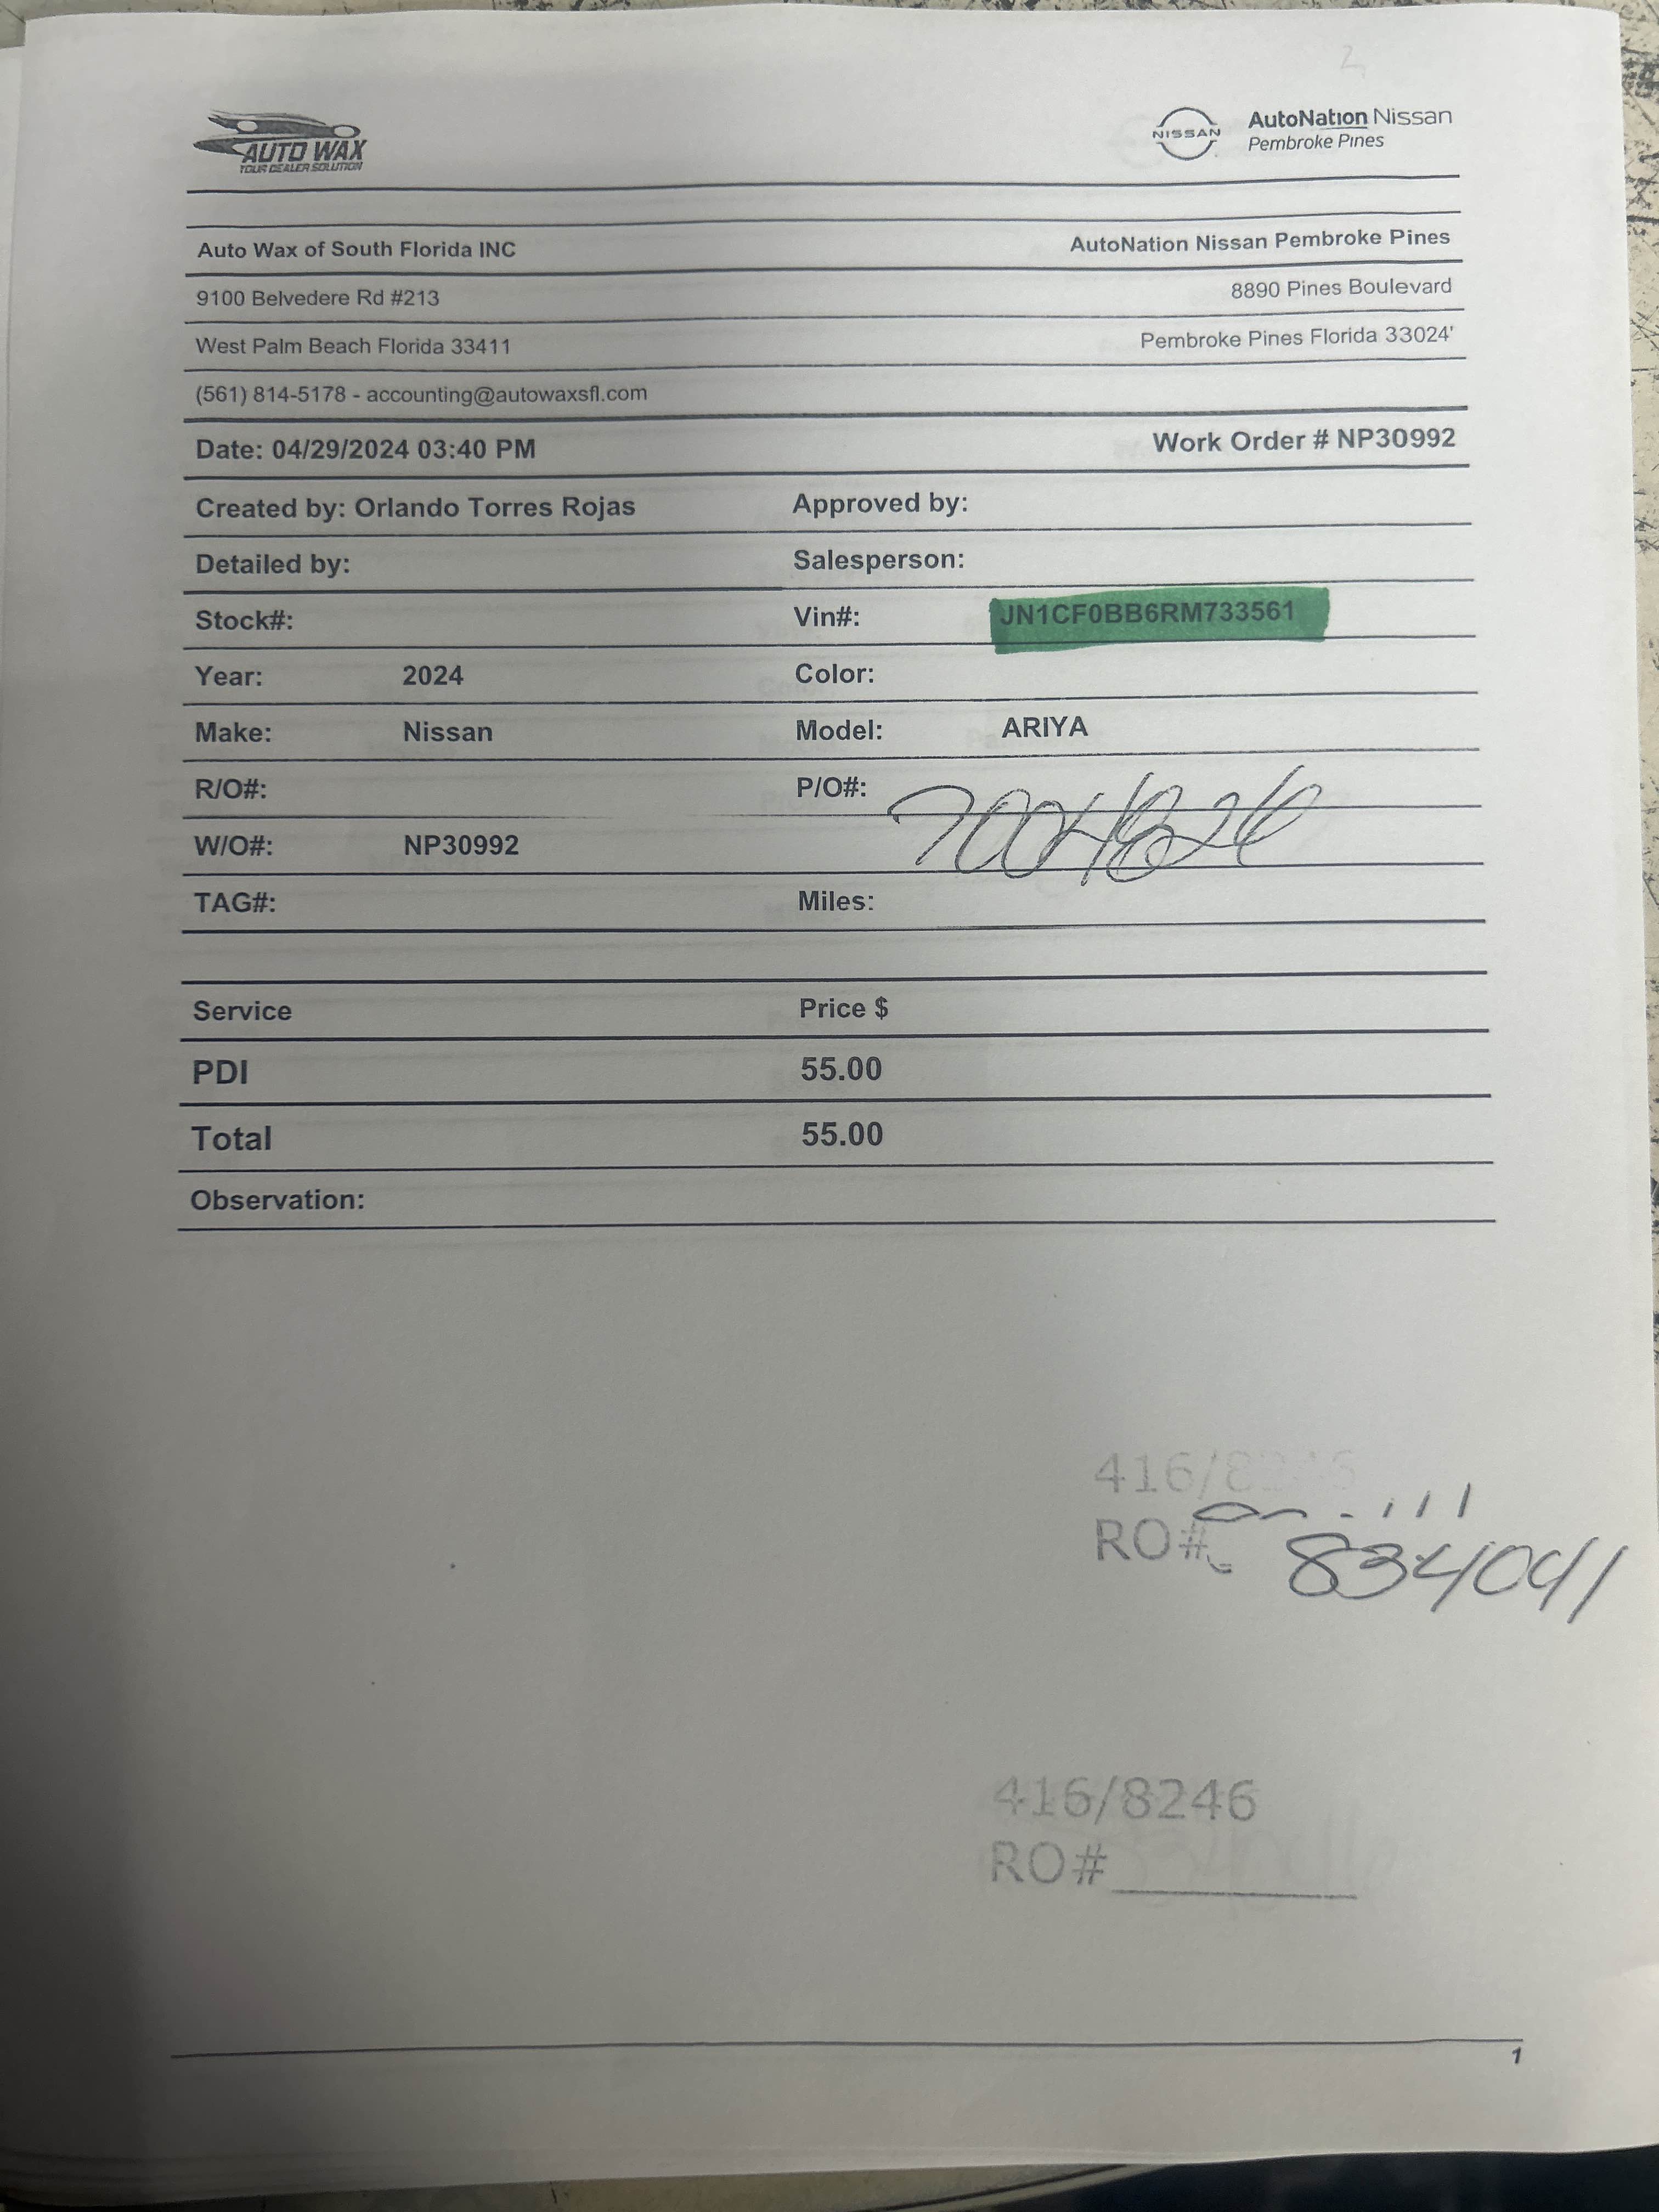 AUTO WAX
YOUR DEALER SOLUTION
NISSAN
AutoNation Nissan
Pembroke Pines
Auto Wax of South Florida INC
AutoNation Nissan Pembroke Pines
9100 Belvedere Rd #213
8890 Pines Boulevard
West Palm Beach Florida 33411
Pembroke Pines Florida 33024'
(561) 814-5178 - accounting@autowaxsfl.com
Date: 04/29/2024 03:40 PM
Work Order # NP30992
Created by: Orlando Torres Rojas
Approved by:
Detailed by:
Salesperson:
Stock#:
Vin#: JN1CF0BB6RM733561
Year: 2024
Color:
Make: Nissan
Model: ARIYA
R/O#:
P/O#:
W/O#: NP30992
TAG#:
Miles:
Service Price $
PDI 55.00
Total 55.00
Observation:
RO# 834041
416/8246
RO#
1